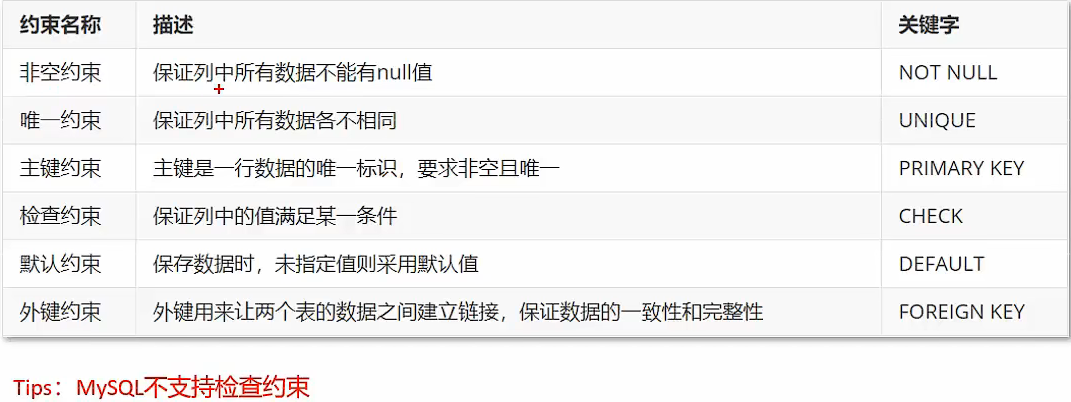 约束名称 描述 关键字
非空约束 保证列中所有数据不能有null值 NOT NULL
唯一约束 保证列中所有数据各不相同 UNIQUE
主键约束 主键是一行数据的唯一标识，要求非空且唯一 PRIMARY KEY
检查约束 保证列中的值满足某一条件 CHECK
默认约束 保存数据时，未指定值则采用默认值 DEFAULT
外键约束 外键用来让两个表的数据之间建立链接，保证数据的一致性和完整性 FOREIGN KEY
Tips：MySQL不支持检查约束